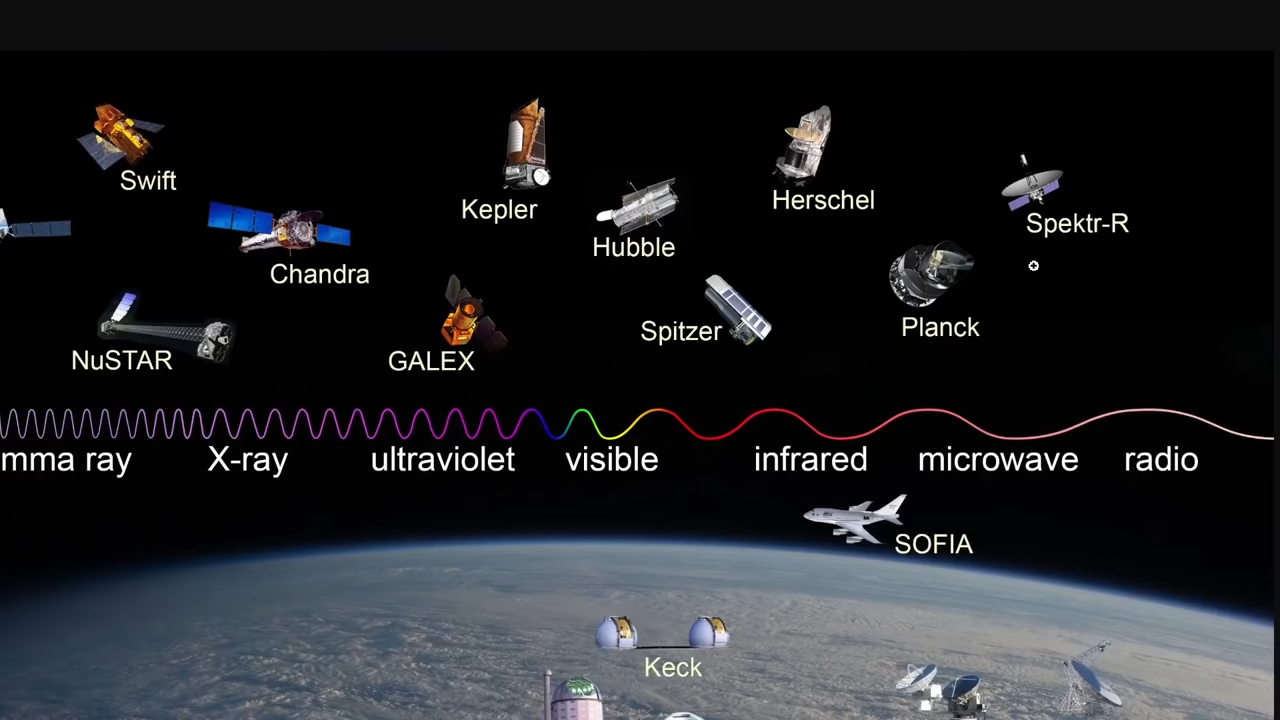 Swift
Kepler
Herschel
Spektr-R
Hubble
Chandra
Spitzer
Planck
NuSTAR
GALEX
mma ray
X-ray
ultraviolet
visible
infrared
microwave
radio
SOFIA
Keck